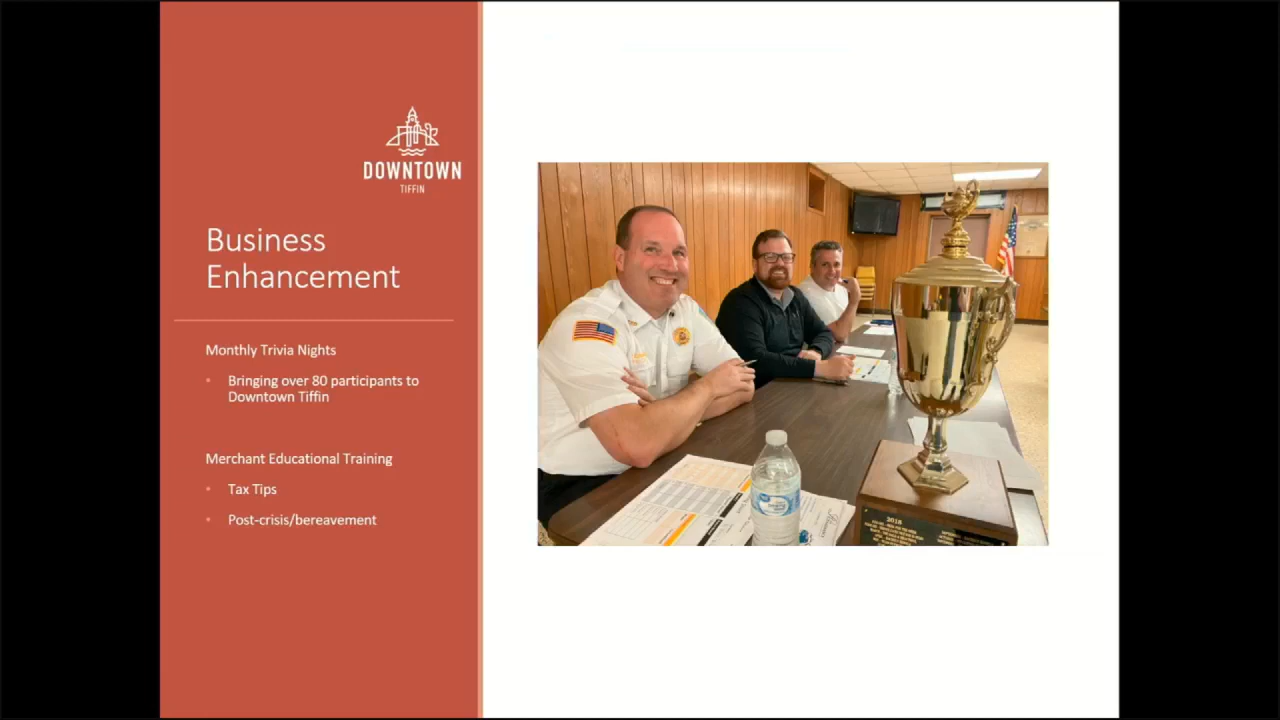 DOWNTOWN
TIFFIN
Business
Enhancement
Monthly Trivia Nights
• Bringing over 80 participants to
Downtown Tiffin
Merchant Educational Training
• Tax Tips
• Post-crisis/bereavement
2018